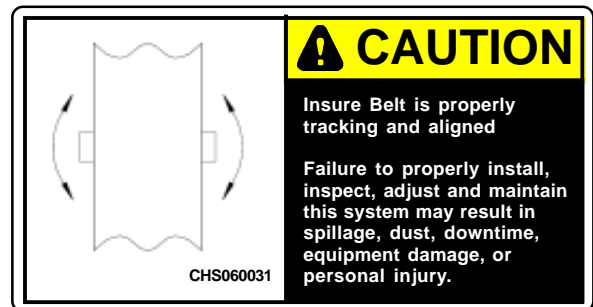 CAUTION
Insure Belt is properly
tracking and aligned
Failure to properly install,
inspect, adjust and maintain
this system may result in
spillage, dust, downtime,
equipment damage, or
personal injury.
CHS060031